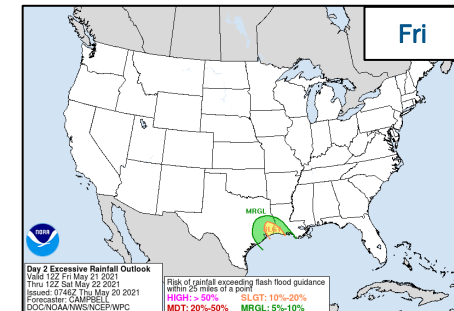 Fri
MRGL
SLGT
NOAA
Day 2 Excessive Rainfall Outlook
Valid 12Z Fri May 21 2021
Thru 12Z Sat May 22 2021
Issued: 0746Z Thu May 20 2021
Forecaster: CAMPBELL
DOC/NOAA/NWS/NCEP/WPC
Risk of rainfall exceeding flash flood guidance
within 25 miles of a point
HIGH: > 50% SLGT: 10%-20%
MDT: 20%-50% MRGL: 5%-10%